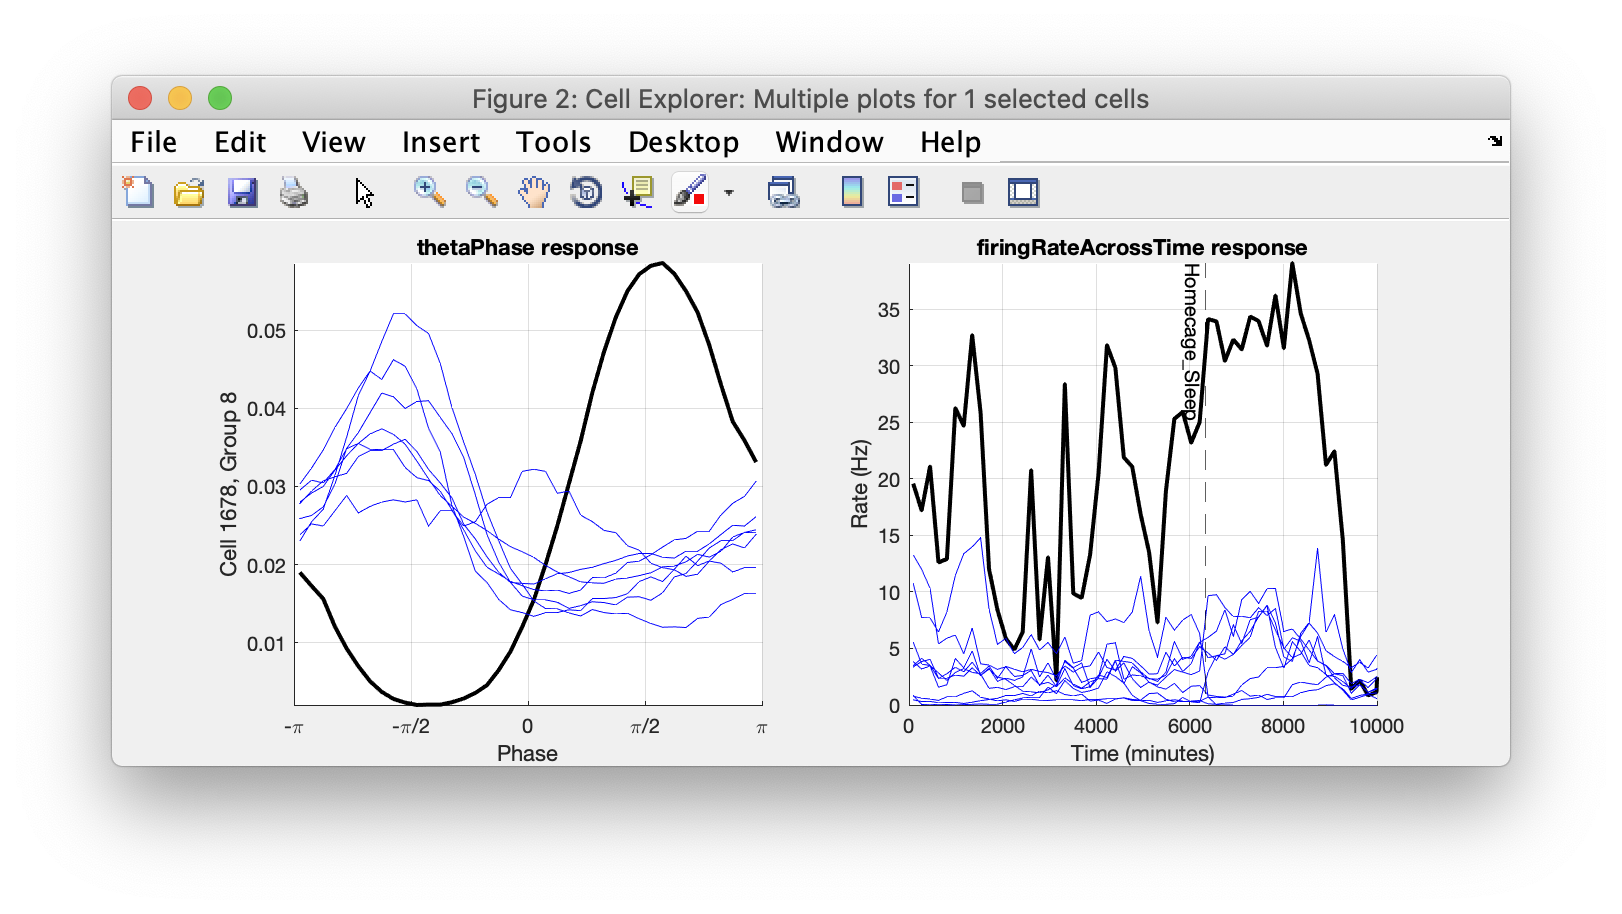 Figure 2: Cell Explorer: Multiple plots for 1 selected cells
File Edit View Insert Tools Desktop Window Help
thetaPhase response
Cell 1678, Group 8
0.05
0.04
0.03
0.02
0.01
-π -π/2 0 π/2 π
Phase
firingRateAcrossTime response
Homecage_Sleep
Rate (Hz)
35
30
25
20
15
10
5
0
0 2000 4000 6000 8000 10000
Time (minutes)